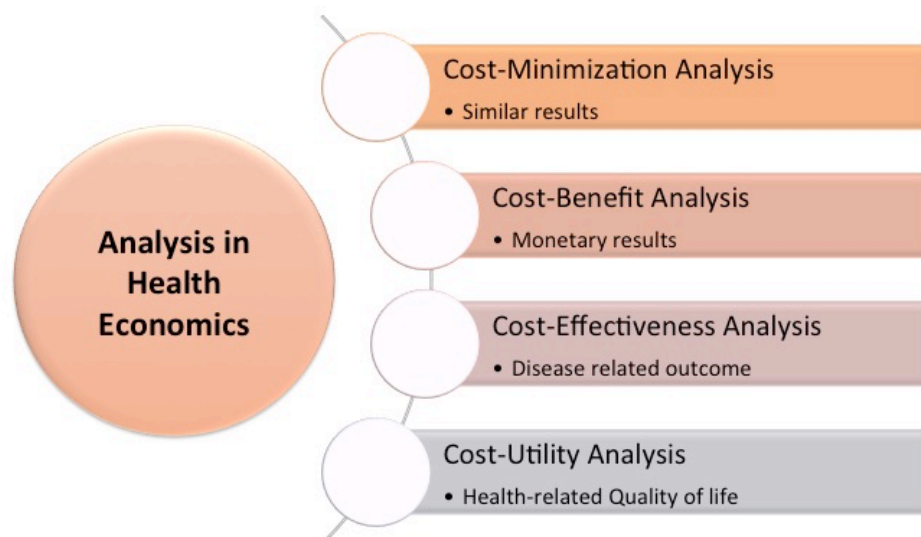 Analysis in
Health
Economics
Cost-Minimization Analysis
• Similar results
Cost-Benefit Analysis
• Monetary results
Cost-Effectiveness Analysis
• Disease related outcome
Cost-Utility Analysis
• Health-related Quality of life